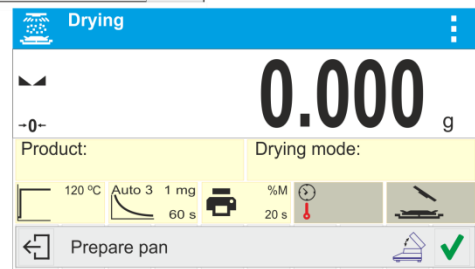 Drying
0.000 g
→0←
Product:
Drying mode:
120 ºC
Auto 3 1 mg
60 s
%M
20 s
Prepare pan